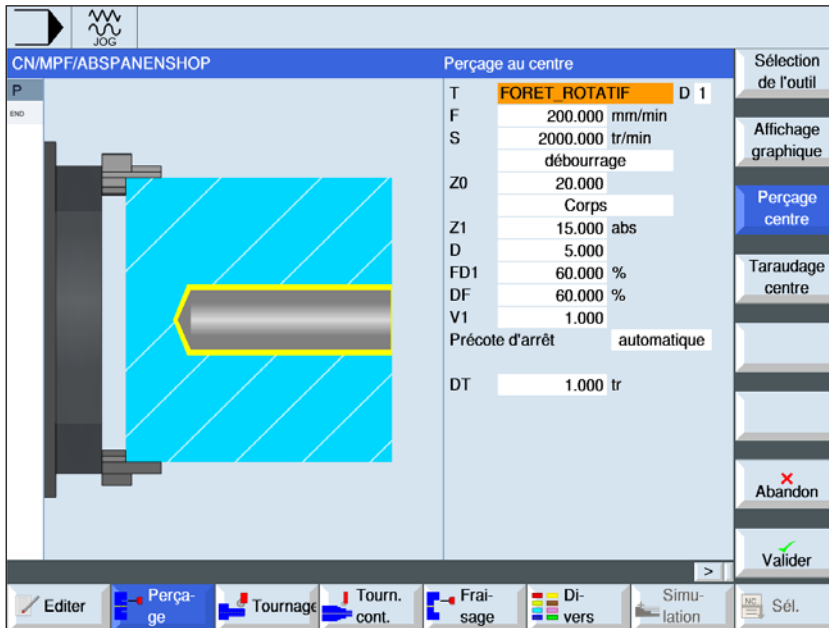 JOG
CN/MPF/ABSPANENSHOP
Perçage au centre
P
END
T FORET_ROTATIF D 1
F 200.000 mm/min
S 2000.000 tr/min
débourrage
Z0 20.000
Corps
Z1 15.000 abs
D 5.000
FD1 60.000 %
DF 60.000 %
V1 1.000
Précote d'arrêt automatique
DT 1.000 tr
Sélection
de l'outil
Affichage
graphique
Perçage
centre
Taraudage
centre
Abandon
Valider
>
Editer
Perça-
ge
Tournage
Tourn.
cont.
Frai-
sage
Di-
vers
Simu-
lation
NC
Sél.